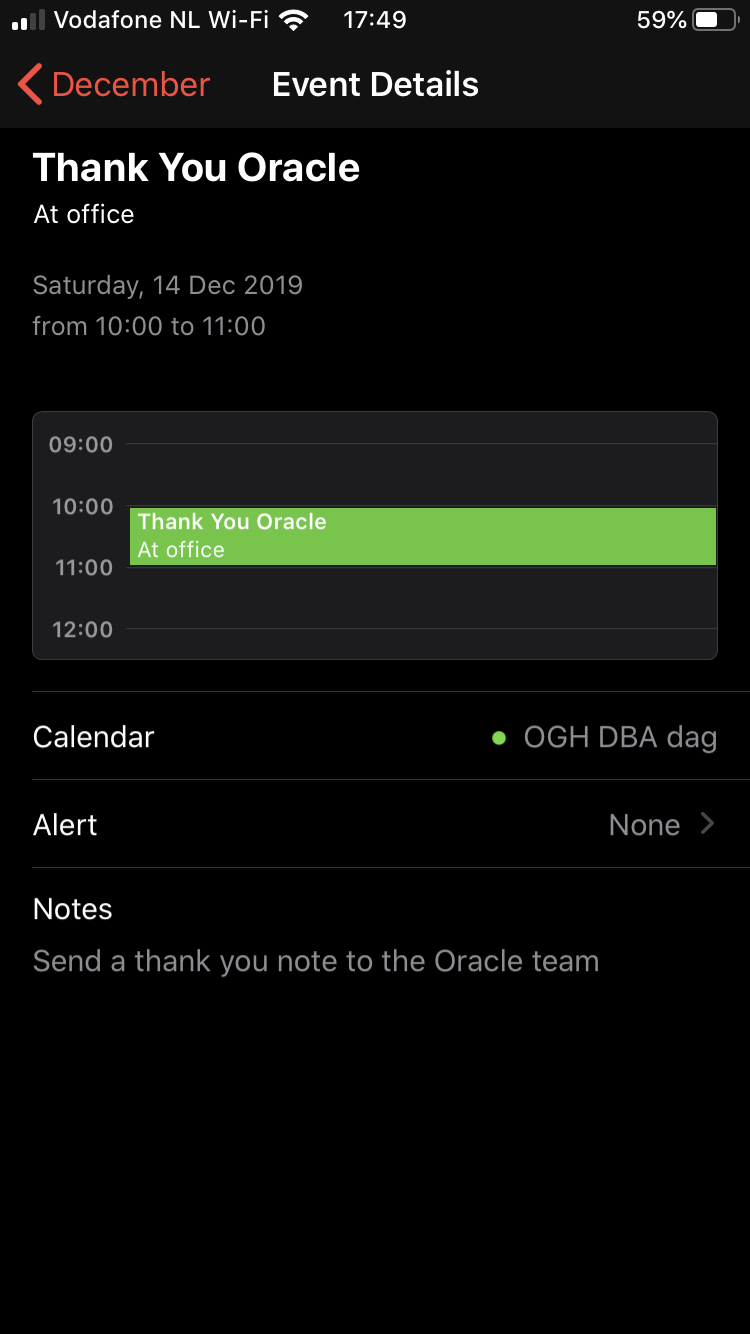 Vodafone NL Wi-Fi 17:49 59%
December Event Details
Thank You Oracle
At office
Saturday, 14 Dec 2019
from 10:00 to 11:00
09:00
10:00
Thank You Oracle
At office
11:00
12:00
Calendar OGH DBA dag
Alert None
Notes
Send a thank you note to the Oracle team